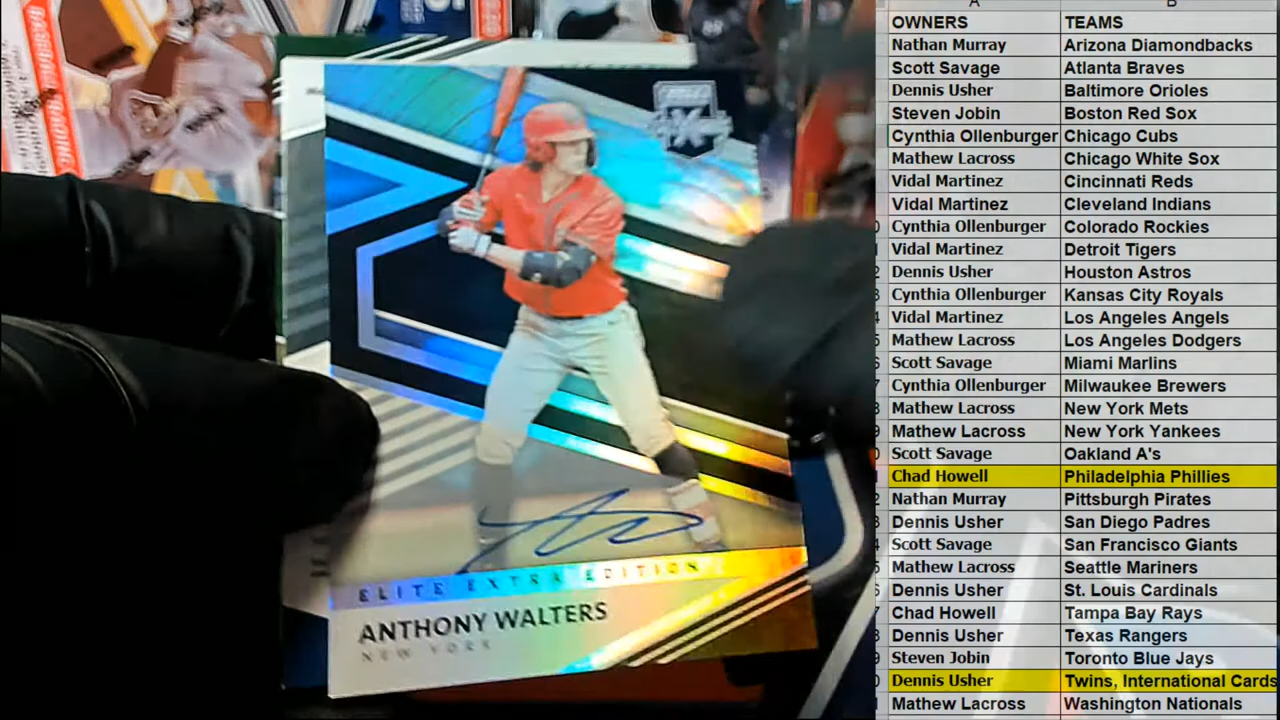 ELITE EXTRA EDITION
ANTHONY WALTERS
NEW YORK
A B
OWNERS TEAMS
Nathan Murray Arizona Diamondbacks
Scott Savage Atlanta Braves
Dennis Usher Baltimore Orioles
Steven Jobin Boston Red Sox
Cynthia Ollenburger Chicago Cubs
Mathew Lacross Chicago White Sox
Vidal Martinez Cincinnati Reds
Vidal Martinez Cleveland Indians
Cynthia Ollenburger Colorado Rockies
Vidal Martinez Detroit Tigers
Dennis Usher Houston Astros
Cynthia Ollenburger Kansas City Royals
Vidal Martinez Los Angeles Angels
Mathew Lacross Los Angeles Dodgers
Scott Savage Miami Marlins
Cynthia Ollenburger Milwaukee Brewers
Mathew Lacross New York Mets
Mathew Lacross New York Yankees
Scott Savage Oakland A's
Chad Howell Philadelphia Phillies
Nathan Murray Pittsburgh Pirates
Dennis Usher San Diego Padres
Scott Savage San Francisco Giants
Mathew Lacross Seattle Mariners
Dennis Usher St. Louis Cardinals
Chad Howell Tampa Bay Rays
Dennis Usher Texas Rangers
Steven Jobin Toronto Blue Jays
Dennis Usher Twins, International Cards
Mathew Lacross Washington Nationals